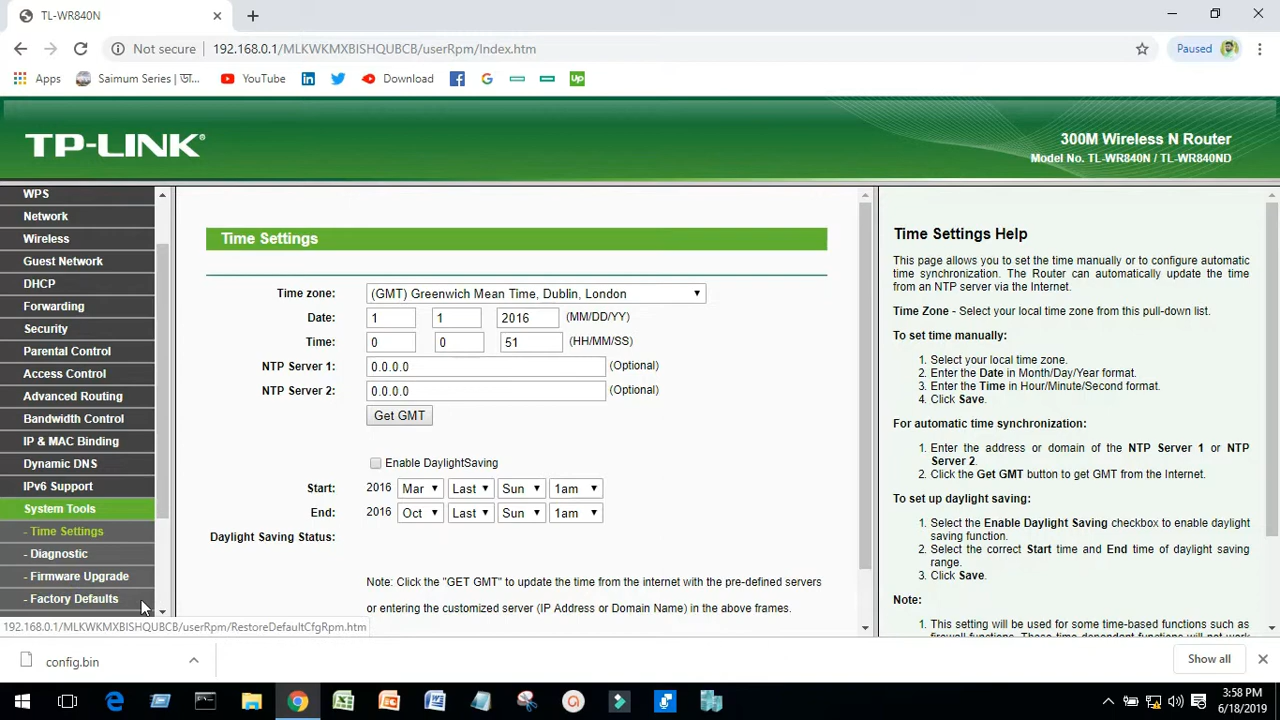 TL-WR840N
Not secure 192.168.0.1/MLKWKMXBISHQUBCB/userRpm/Index.htm
Paused
Apps
Saimum Series | ...
YouTube
Download
TP-LINK®
300M Wireless N Router
Model No. TL-WR840N / TL-WR840ND
WPS
Network
Wireless
Guest Network
DHCP
Forwarding
Security
Parental Control
Access Control
Advanced Routing
Bandwidth Control
IP & MAC Binding
Dynamic DNS
IPv6 Support
System Tools
- Time Settings
- Diagnostic
- Firmware Upgrade
- Factory Defaults
192.168.0.1/MLKWKMXBISHQUBCB/userRpm/RestoreDefaultCfgRpm.htm
Time Settings
Time zone: (GMT) Greenwich Mean Time, Dublin, London
Date: 1 1 2016 (MM/DD/YY)
Time: 0 0 51 (HH/MM/SS)
NTP Server 1: 0.0.0.0 (Optional)
NTP Server 2: 0.0.0.0 (Optional)
Get GMT
Enable DaylightSaving
Start: 2016 Mar Last Sun 1am
End: 2016 Oct Last Sun 1am
Daylight Saving Status:
Note: Click the "GET GMT" to update the time from the internet with the pre-defined servers
or entering the customized server (IP Address or Domain Name) in the above frames.
Time Settings Help
This page allows you to set the time manually or to configure automatic
time synchronization. The Router can automatically update the time
from an NTP server via the Internet.
Time Zone - Select your local time zone from this pull-down list.
To set time manually:
1. Select your local time zone.
2. Enter the Date in Month/Day/Year format.
3. Enter the Time in Hour/Minute/Second format.
4. Click Save.
For automatic time synchronization:
1. Enter the address or domain of the NTP Server 1 or NTP
Server 2.
2. Click the Get GMT button to get GMT from the Internet.
To set up daylight saving:
1. Select the Enable Daylight Saving checkbox to enable daylight
saving function.
2. Select the correct Start time and End time of daylight saving
range.
3. Click Save.
Note:
1. This setting will be used for some time-based functions such as
firewall functions. These time dependent functions will not work
config.bin
Show all
3:58 PM
6/18/2019